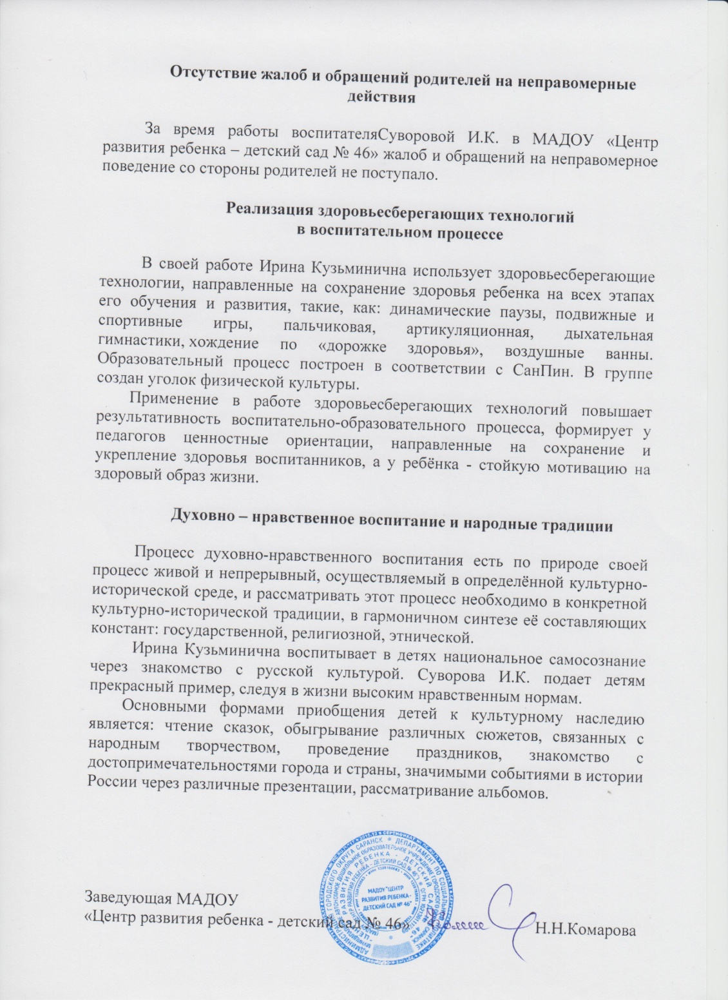 Отсутствие жалоб и обращений родителей на неправомерные
действия
За время работы воспитателяСуворовой И.К. в МАДОУ «Центр
развития ребенка – детский сад № 46» жалоб и обращений на неправомерное
поведение со стороны родителей не поступало.
Реализация здоровьесберегающих технологий
в воспитательном процессе
В своей работе Ирина Кузьминична использует здоровьесберегающие
технологии, направленные на сохранение здоровья ребенка на всех этапах
его обучения и развития, такие, как: динамические паузы, подвижные и
спортивные игры, пальчиковая, артикуляционная, дыхательная
гимнастики, хождение по «дорожке здоровья», воздушные ванны.
Образовательный процесс построен в соответствии с СанПин. В группе
создан уголок физической культуры.
Применение в работе здоровьесберегающих технологий повышает
результативность воспитательно-образовательного процесса, формирует у
педагогов ценностные ориентации, направленные на сохранение и
укрепление здоровья воспитанников, а у ребёнка - стойкую мотивацию на
здоровый образ жизни.
Духовно – нравственное воспитание и народные традиции
Процесс духовно-нравственного воспитания есть по природе своей
процесс живой и непрерывный, осуществляемый в определённой культурно-
исторической среде, и рассматривать этот процесс необходимо в конкретной
культурно-исторической традиции, в гармоничном синтезе её составляющих
констант: государственной, религиозной, этнической.
Ирина Кузьминична воспитывает в детях национальное самосознание
через знакомство с русской культурой. Суворова И.К. подает детям
прекрасный пример, следуя в жизни высоким нравственным нормам.
Основными формами приобщения детей к культурному наследию
является: чтение сказок, обыгрывание различных сюжетов, связанных с
народным творчеством, проведение праздников, знакомство с
достопримечательностями города и страны, значимыми событиями в истории
России через различные презентации, рассматривание альбомов.
Заведующая МАДОУ
«Центр развития ребенка - детский сад № 46» Н.Н.Комарова
МАДОУ "ЦЕНТР
РАЗВИТИЯ РЕБЕНКА-
ДЕТСКИЙ САД № 46"